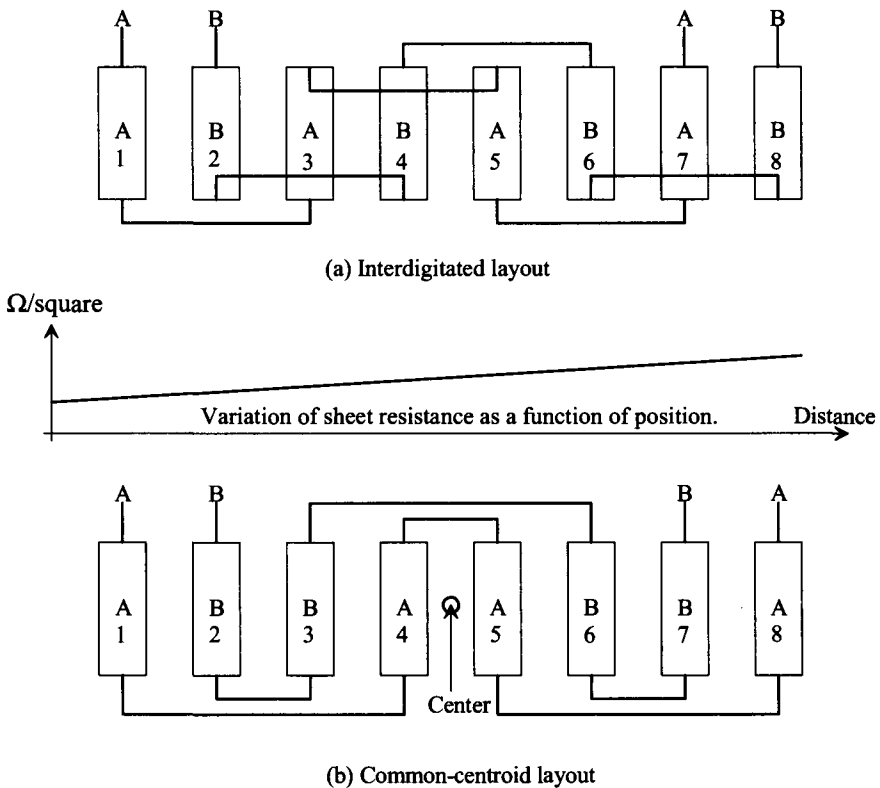 A B A B
A B A B A B A B
1 2 3 4 5 6 7 8
(a) Interdigitated layout
Ω/square
Variation of sheet resistance as a function of position. Distance
A B B A
A B B A A B B A
1 2 3 4 5 6 7 8
Center
(b) Common-centroid layout